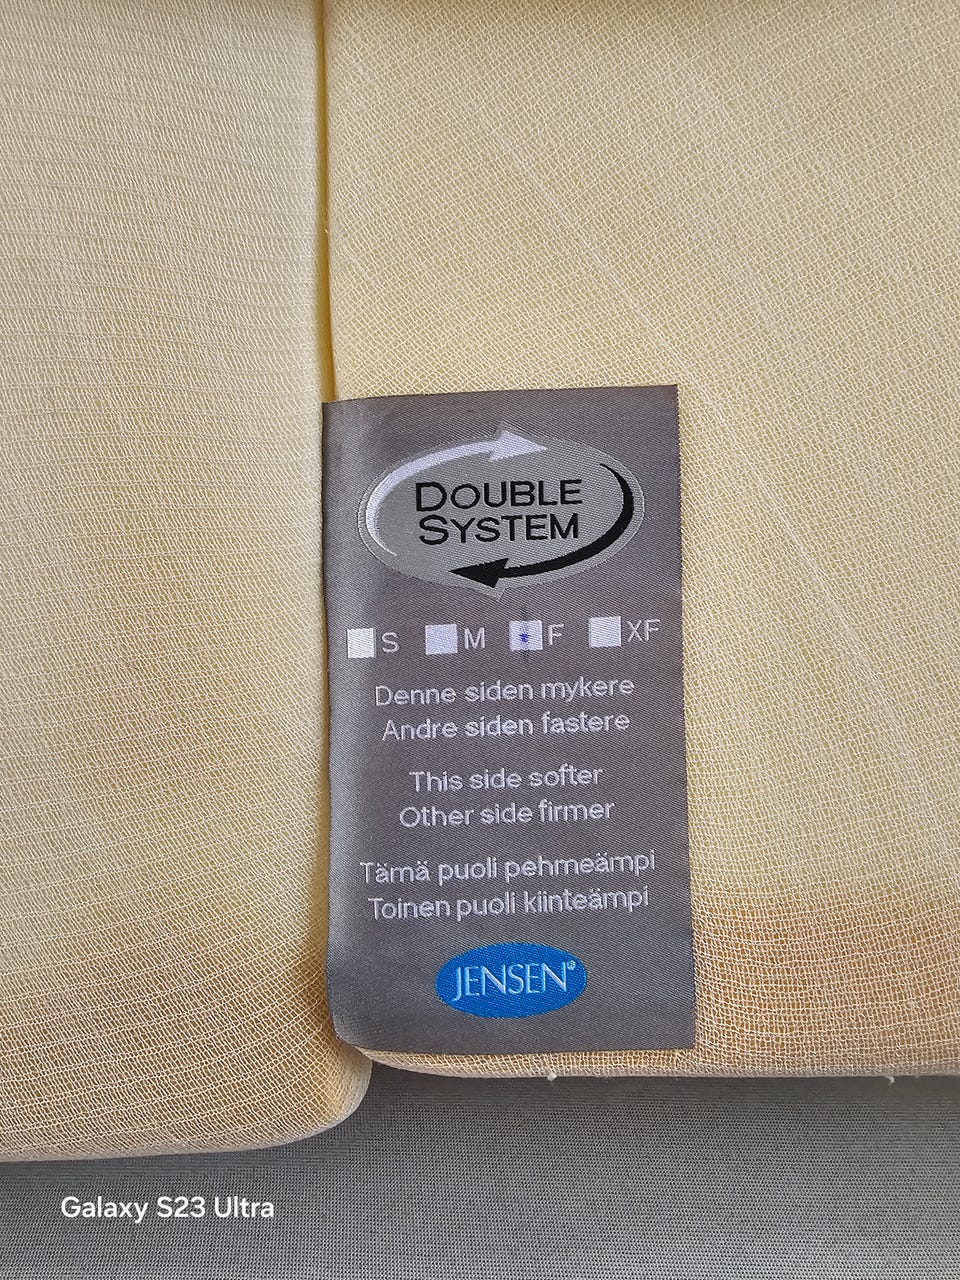 DOUBLE
SYSTEM
S M F XF
Denne siden mykere
Andre siden fastere
This side softer
Other side firmer
Tämä puoli pehmeämpi
Toinen puoli kiinteämpi
JENSEN®
Galaxy S23 Ultra